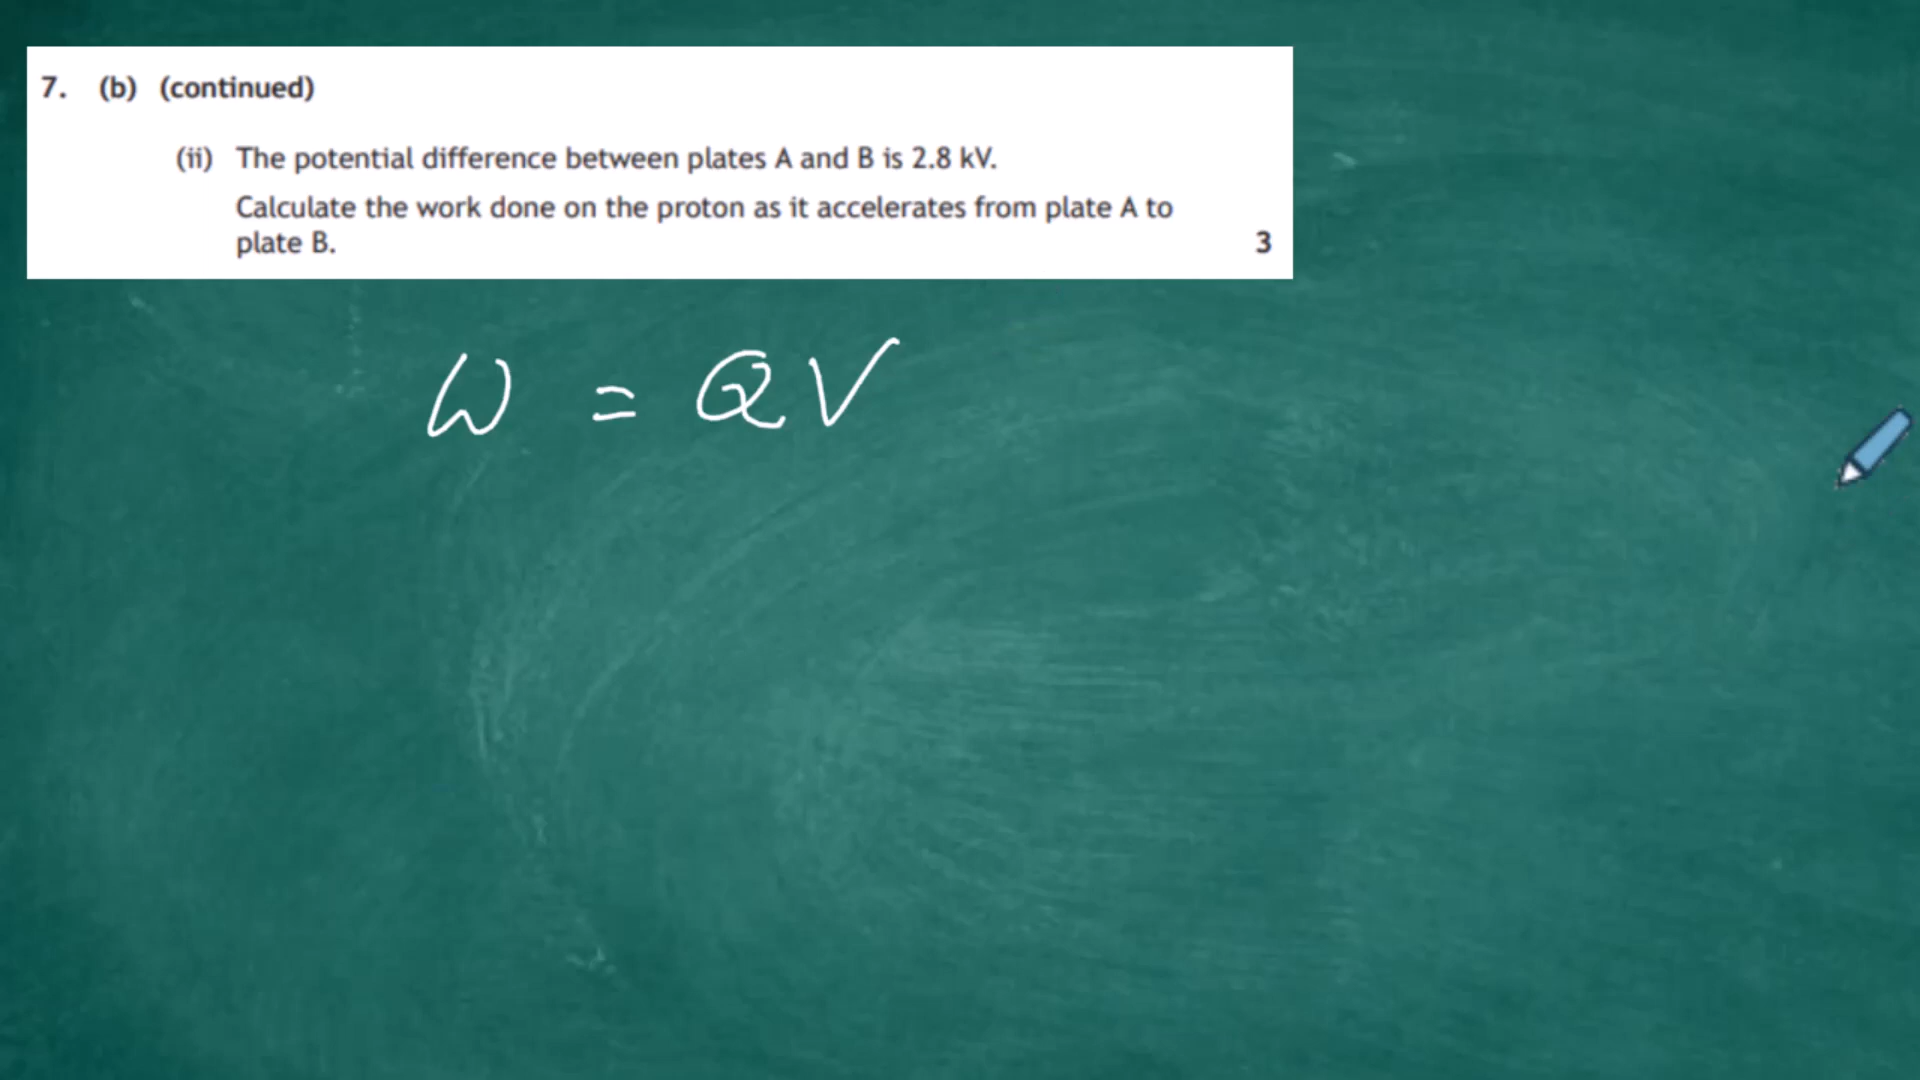 7. (b) (continued)
(ii) The potential difference between plates A and B is 2.8 kV.
Calculate the work done on the proton as it accelerates from plate A to
plate B. 3
W = QV